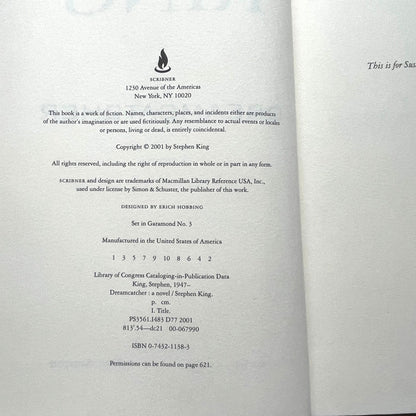 SCRIBNER
1230 Avenue of the Americas
New York, NY 10020
This book is a work of fiction. Names, characters, places, and incidents either are products
of the author's imagination or are used fictitiously. Any resemblance to actual events or locales
or persons, living or dead, is entirely coincidental.
Copyright © 2001 by Stephen King
All rights reserved, including the right of reproduction in whole or in part in any form.
SCRIBNER and design are trademarks of Macmillan Library Reference USA, Inc.,
used under license by Simon & Schuster, the publisher of this work.
DESIGNED BY ERICH HOBBING
Set in Garamond No. 3
Manufactured in the United States of America
1 3 5 7 9 10 8 6 4 2
Library of Congress Cataloging-in-Publication Data
King, Stephen, 1947–
Dreamcatcher : a novel / Stephen King.
p. cm.
I. Title.
PS3561.I483 D77 2001
813'.54—dc21 00-067990
ISBN 0-7432-1138-3
Permissions can be found on page 621.
This is for Sus